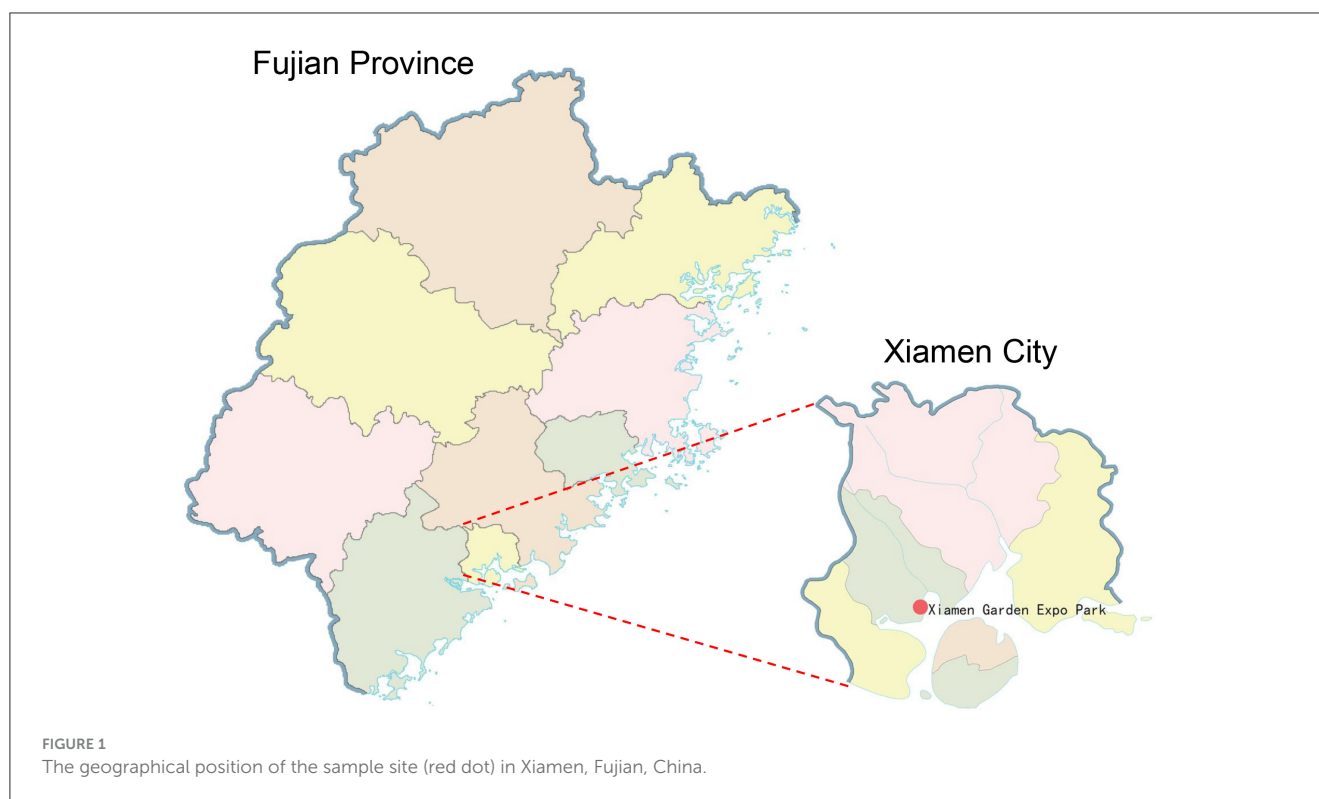 Fujian Province
Xiamen City
Xiamen Garden Expo Park
FIGURE 1
The geographical position of the sample site (red dot) in Xiamen, Fujian, China.